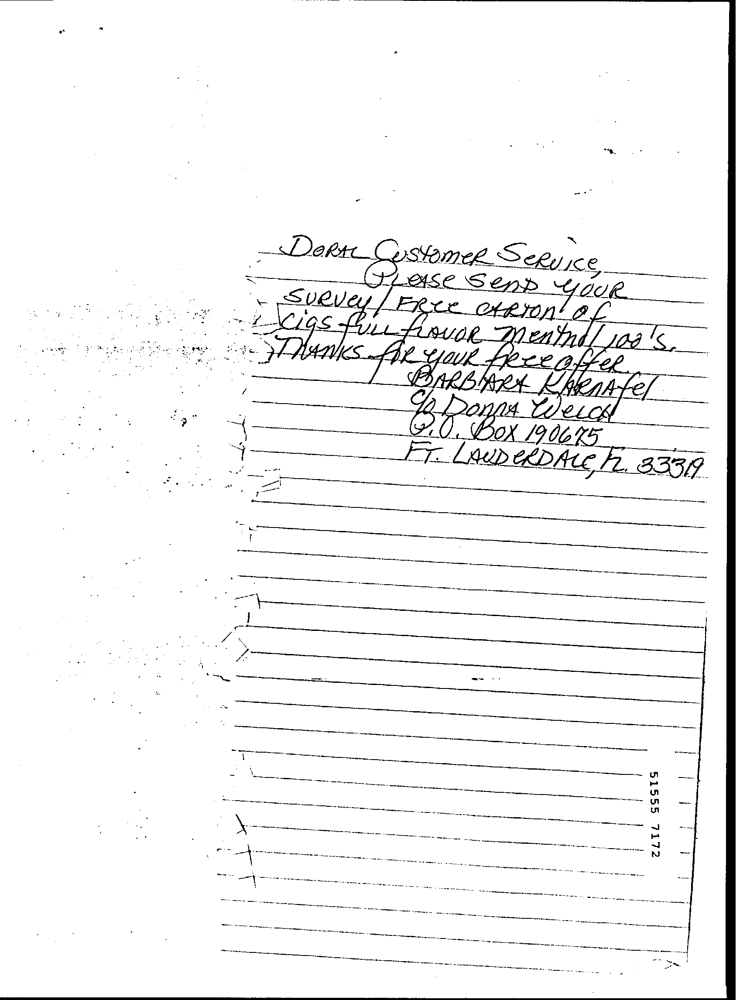 DORAL CUSTOMER SERVICE,
PLEASE SEND YOUR
SURVEY/FREE CARTON of
Cigs full flAVOR Menthol 100's.
THANKS FOR YOUR free offER
BARBARA KARNAfel
c/o DONNA WELCH
P.O. BOX 190675
FT. LAUDERDALE, FL. 33319
51555 7172